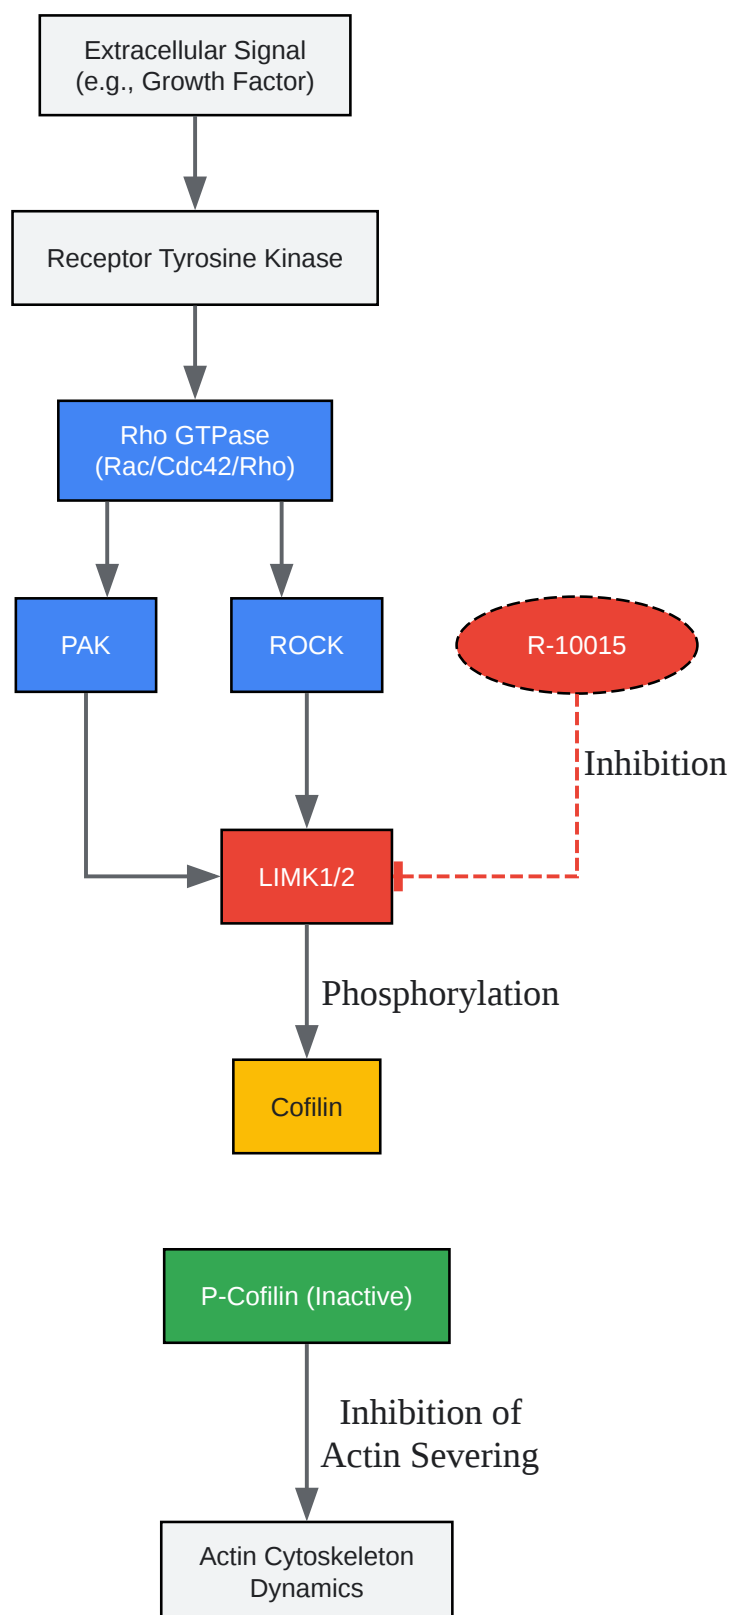 Extracellular Signal
(e.g., Growth Factor)
Receptor Tyrosine Kinase
Rho GTPase
(Rac/Cdc42/Rho)
PAK
ROCK
R-10015
Inhibition
LIMK1/2
Phosphorylation
Cofilin
P-Cofilin (Inactive)
Inhibition of
Actin Severing
Actin Cytoskeleton
Dynamics